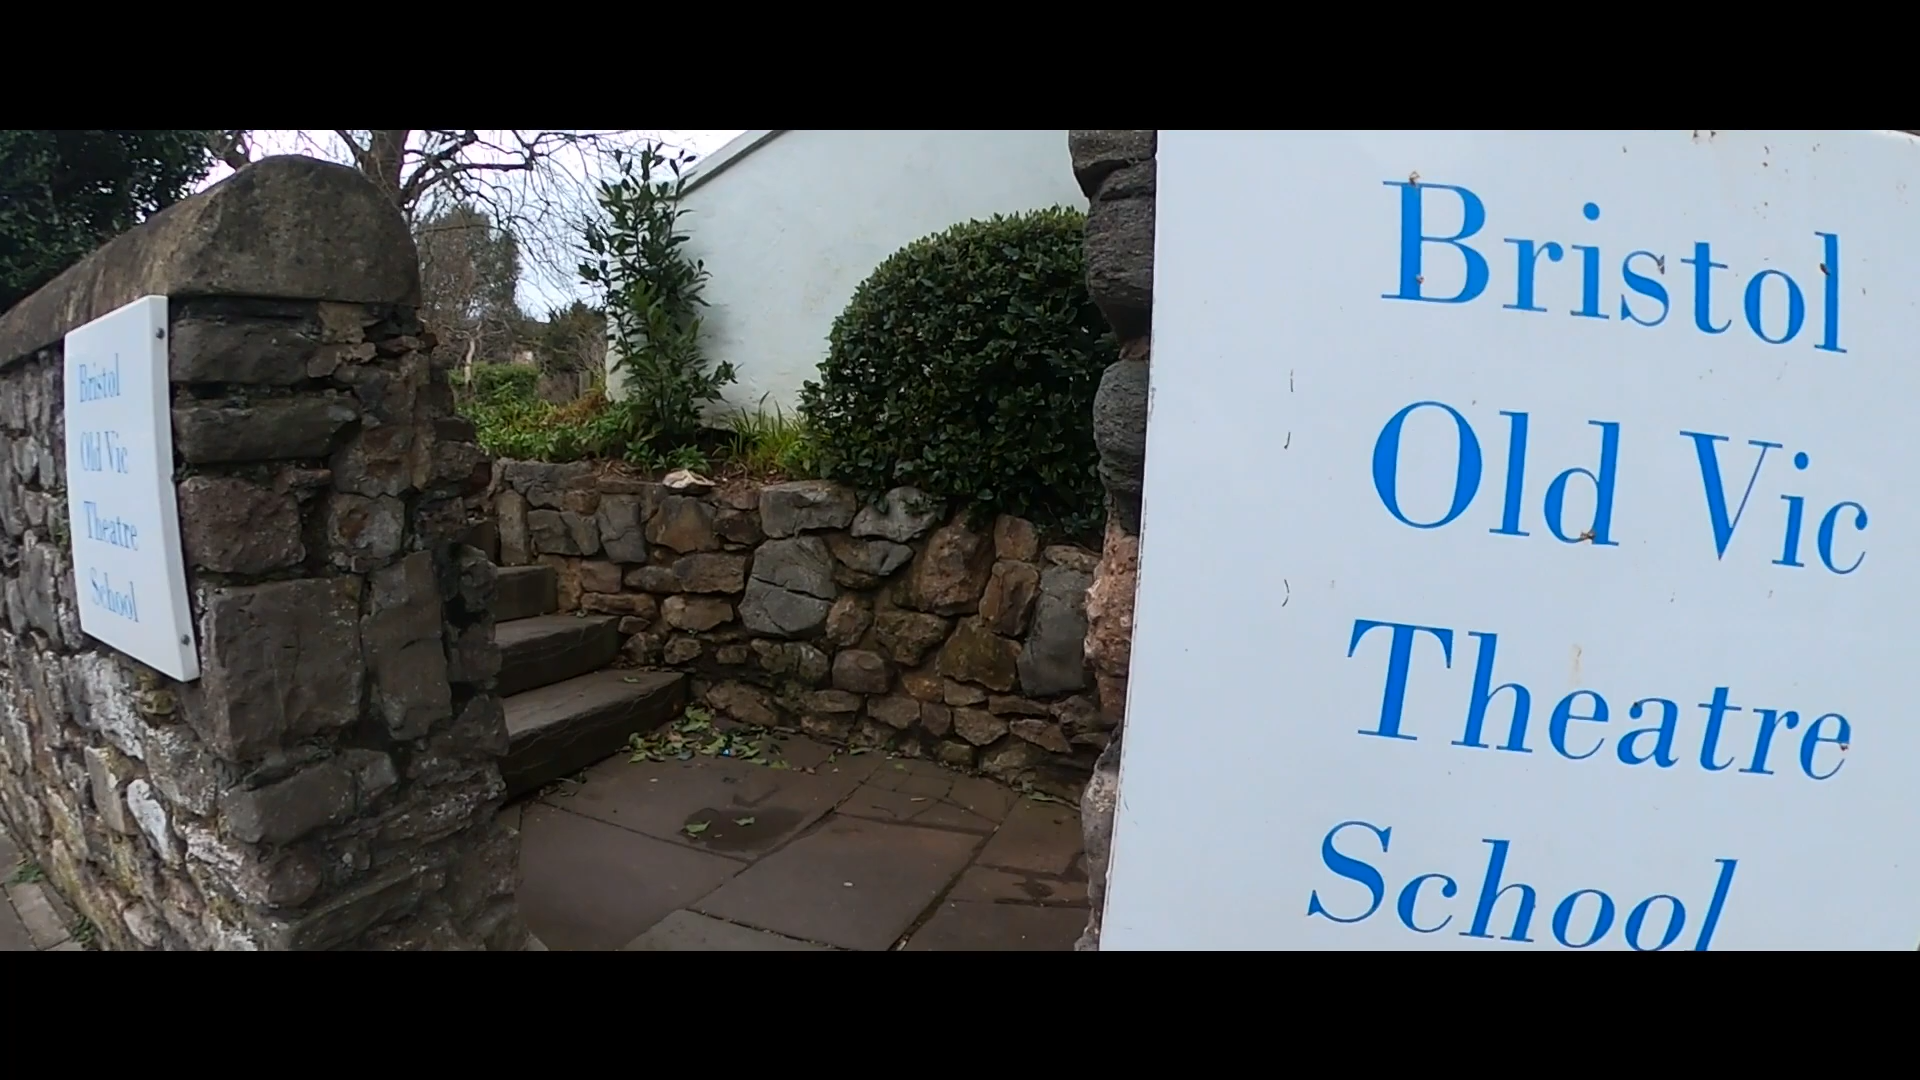 Bristol
Old Vic
Theatre
School
Bristol
Old Vic
Theatre
School